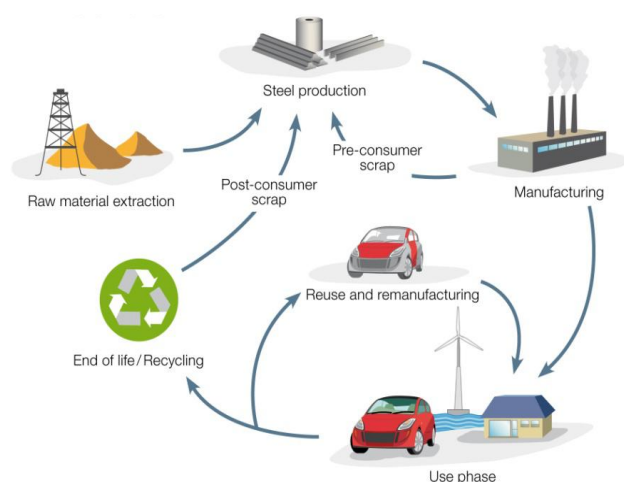 Steel production
Pre-consumer
scrap
Manufacturing
Post-consumer
scrap
Raw material extraction
Reuse and remanufacturing
End of life/Recycling
Use phase